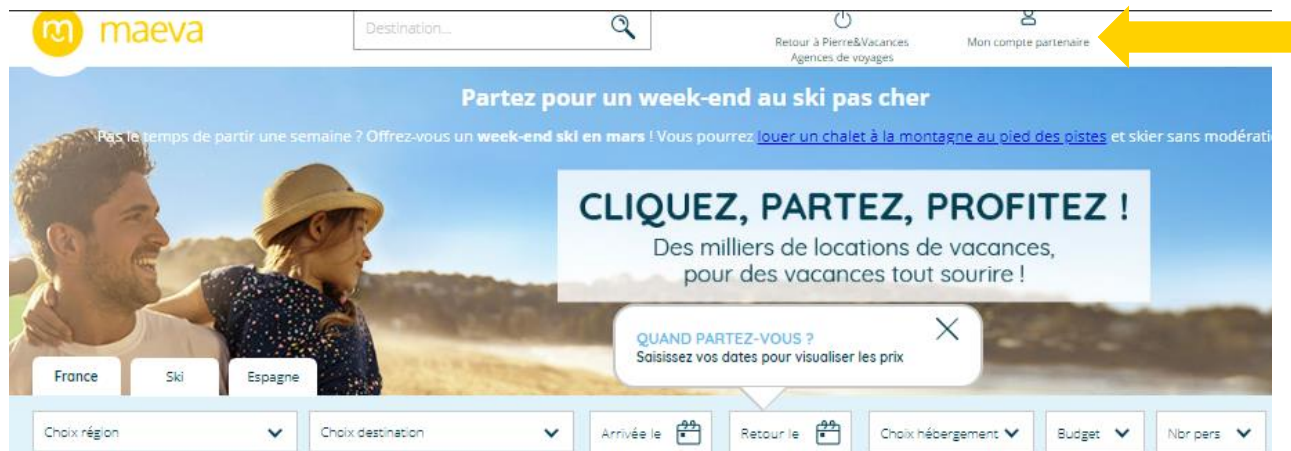 maeva
Destination...
Retour à Pierre&Vacances
Agences de voyages
Mon compte partenaire
Partez pour un week-end au ski pas cher
Pas le temps de partir une semaine ? Offrez-vous un week-end ski en mars ! Vous pourrez louer un chalet à la montagne au pied des pistes et skier sans modérati
CLIQUEZ, PARTEZ, PROFITEZ !
Des milliers de locations de vacances,
pour des vacances tout sourire !
QUAND PARTEZ-VOUS ?
Saisissez vos dates pour visualiser les prix
France
Ski
Espagne
Choix région
Choix destination
Arrivée le
Retour le
Choix hébergement
Budget
Nbr pers